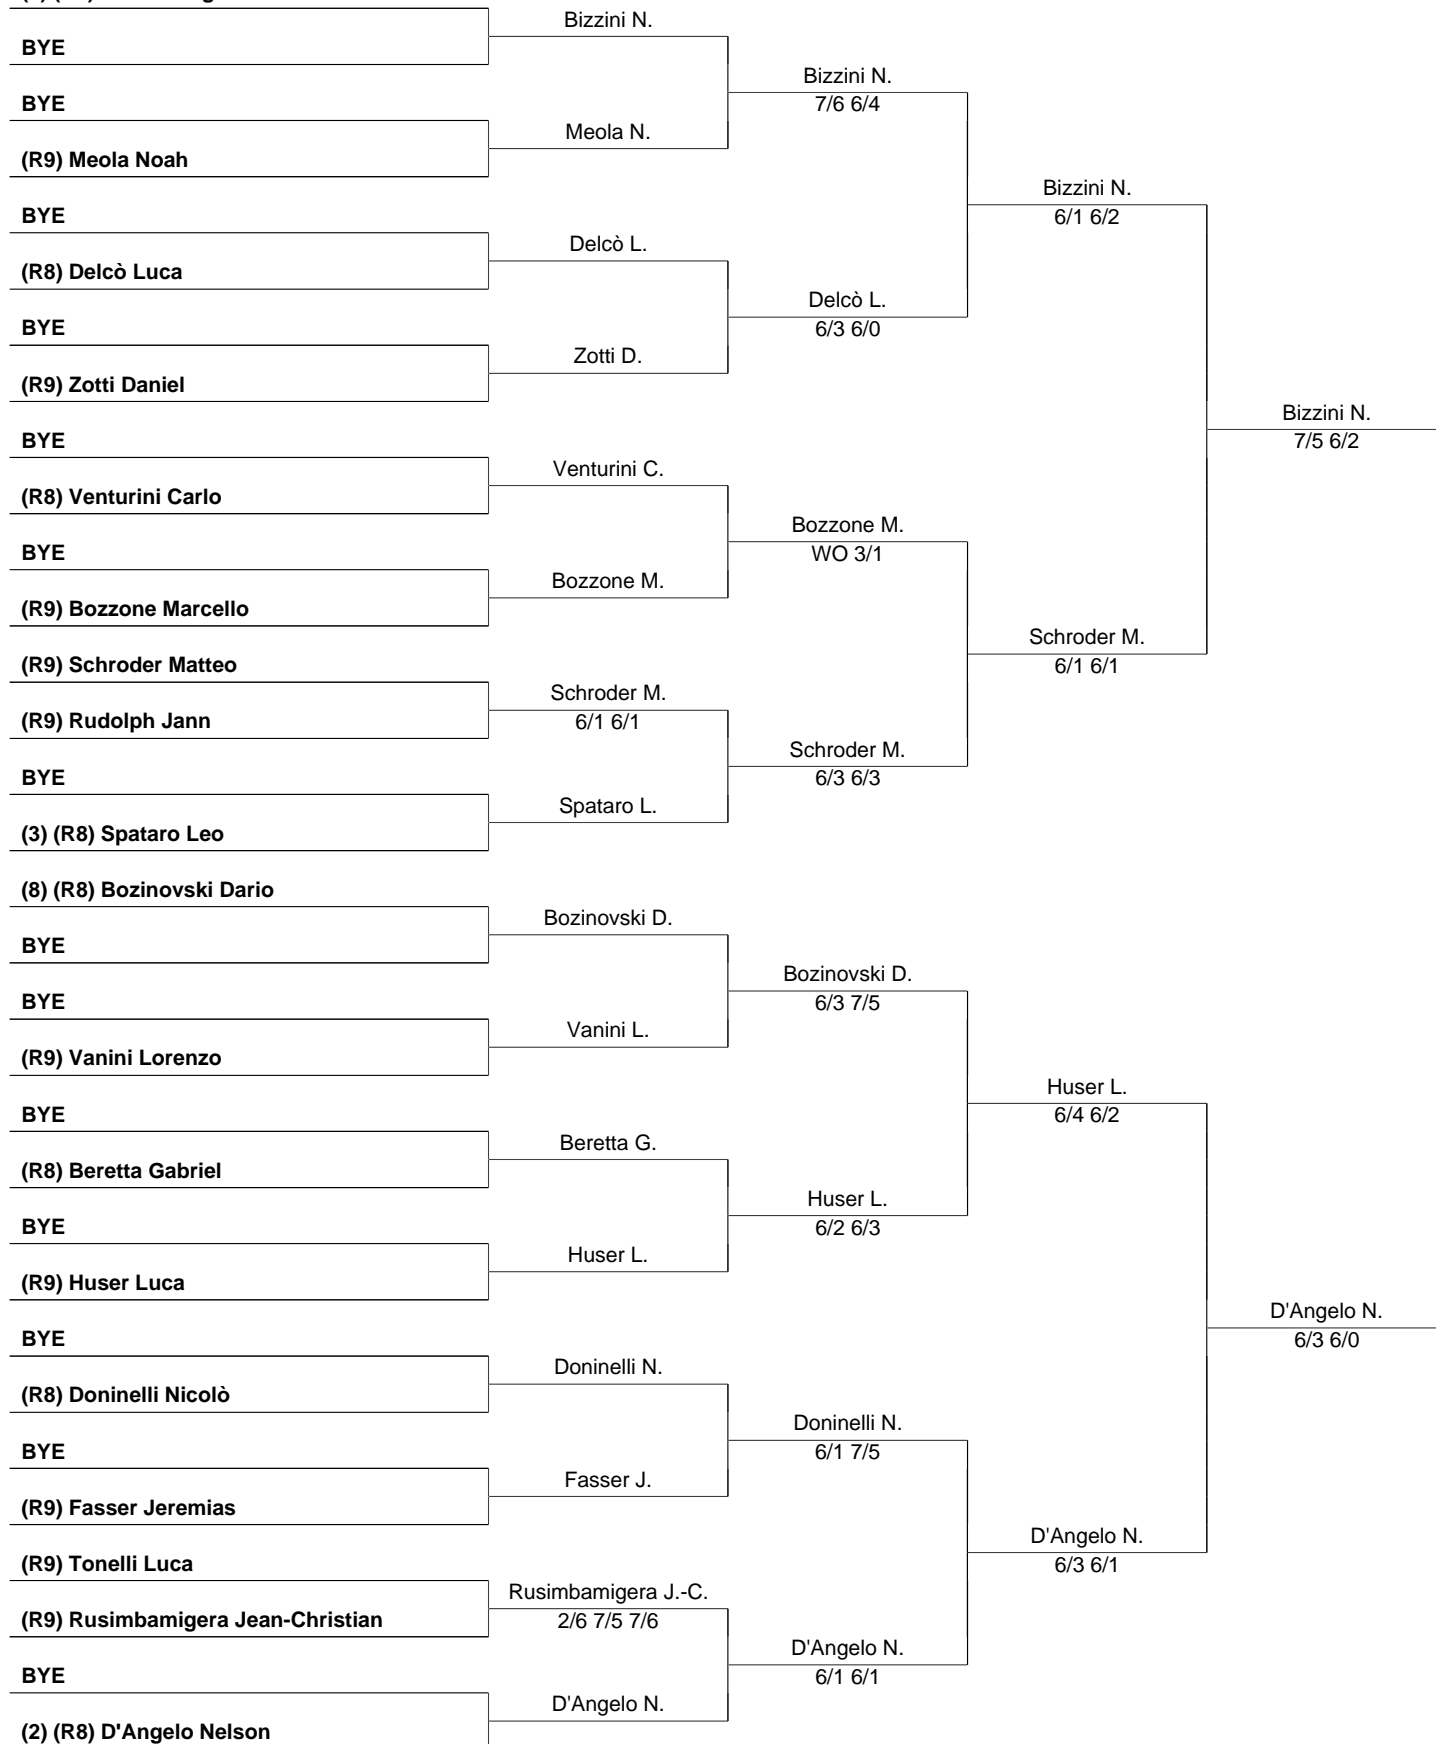 BYE
BYE
(R9) Meola Noah
BYE
(R8) Delcò Luca
BYE
(R9) Zotti Daniel
BYE
(R8) Venturini Carlo
BYE
(R9) Bozzone Marcello
(R9) Schroder Matteo
(R9) Rudolph Jann
BYE
(3) (R8) Spataro Leo
(8) (R8) Bozinovski Dario
BYE
BYE
(R9) Vanini Lorenzo
BYE
(R8) Beretta Gabriel
BYE
(R9) Huser Luca
BYE
(R8) Doninelli Nicolò
BYE
(R9) Fasser Jeremias
(R9) Tonelli Luca
(R9) Rusimbamigera Jean-Christian
BYE
(2) (R8) D'Angelo Nelson
Bizzini N.
Meola N.
Delcò L.
Zotti D.
Venturini C.
Bozzone M.
Schroder M.
6/1 6/1
Spataro L.
Bozinovski D.
Vanini L.
Beretta G.
Huser L.
Doninelli N.
Fasser J.
Rusimbamigera J.-C.
2/6 7/5 7/6
D'Angelo N.
Bizzini N.
7/6 6/4
Delcò L.
6/3 6/0
Bozzone M.
WO 3/1
Schroder M.
6/3 6/3
Bozinovski D.
6/3 7/5
Huser L.
6/2 6/3
Doninelli N.
6/1 7/5
D'Angelo N.
6/1 6/1
Bizzini N.
6/1 6/2
Schroder M.
6/1 6/1
Huser L.
6/4 6/2
D'Angelo N.
6/3 6/1
Bizzini N.
7/5 6/2
D'Angelo N.
6/3 6/0